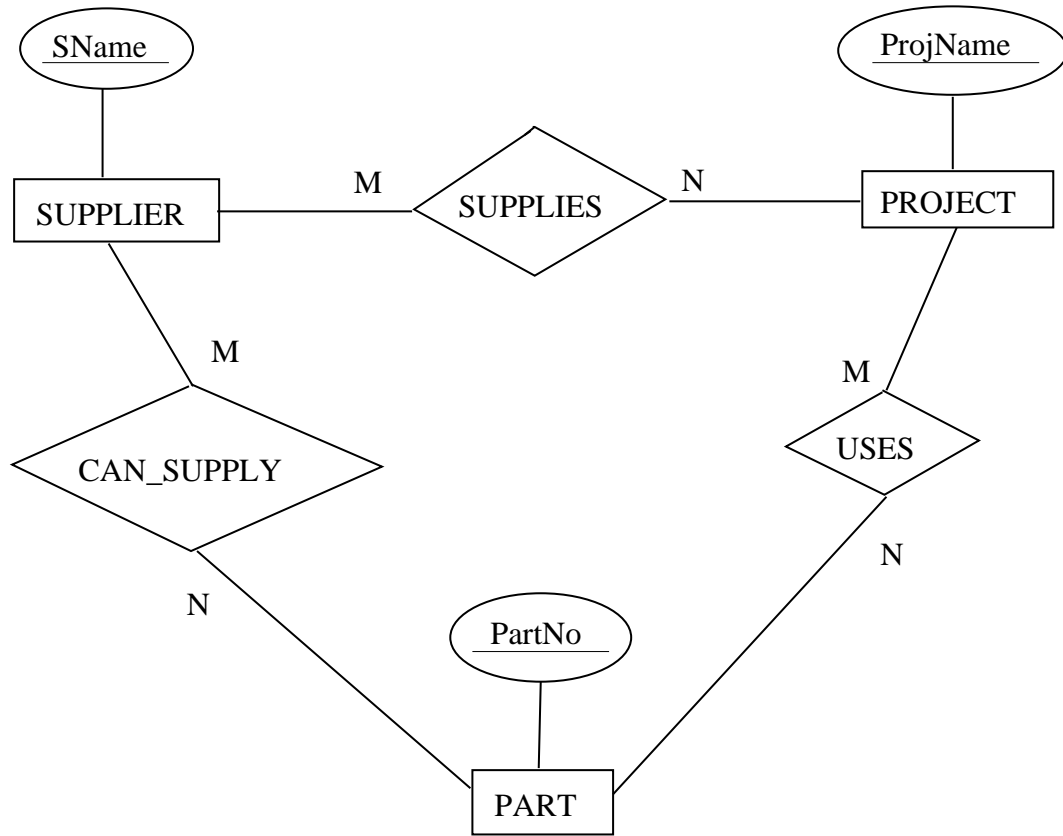 SName
ProjName
M
N
SUPPLIER
SUPPLIES
PROJECT
M
M
CAN_SUPPLY
USES
N
N
PartNo
PART